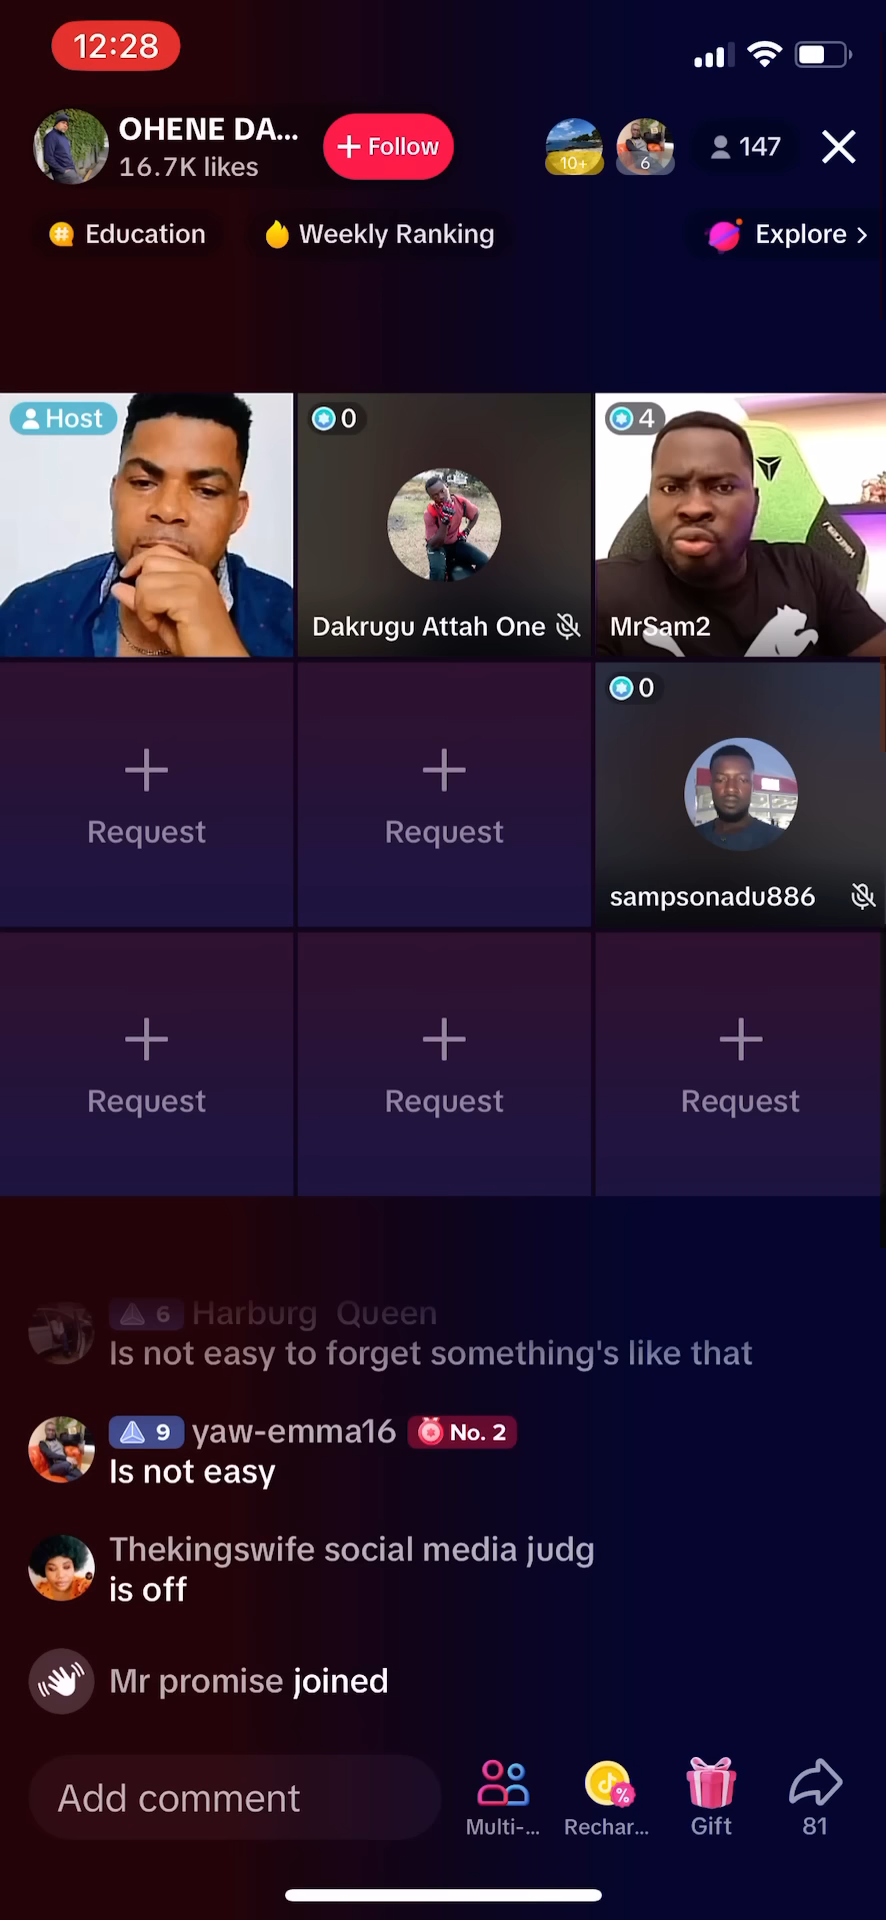 12:28
OHENE DA...
16.7K likes
+ Follow
10+
6
147
Education
Weekly Ranking
Explore >
Host
0
4
Dakrugu Attah One
MrSam2
Request
Request
0
sampsonadu886
Request
Request
Request
6 Harburg Queen
Is not easy to forget something's like that
9 yaw-emma16 No. 2
Is not easy
Thekingswife social media judg
is off
Mr promise joined
Add comment
Multi-...
Rechar...
Gift
81